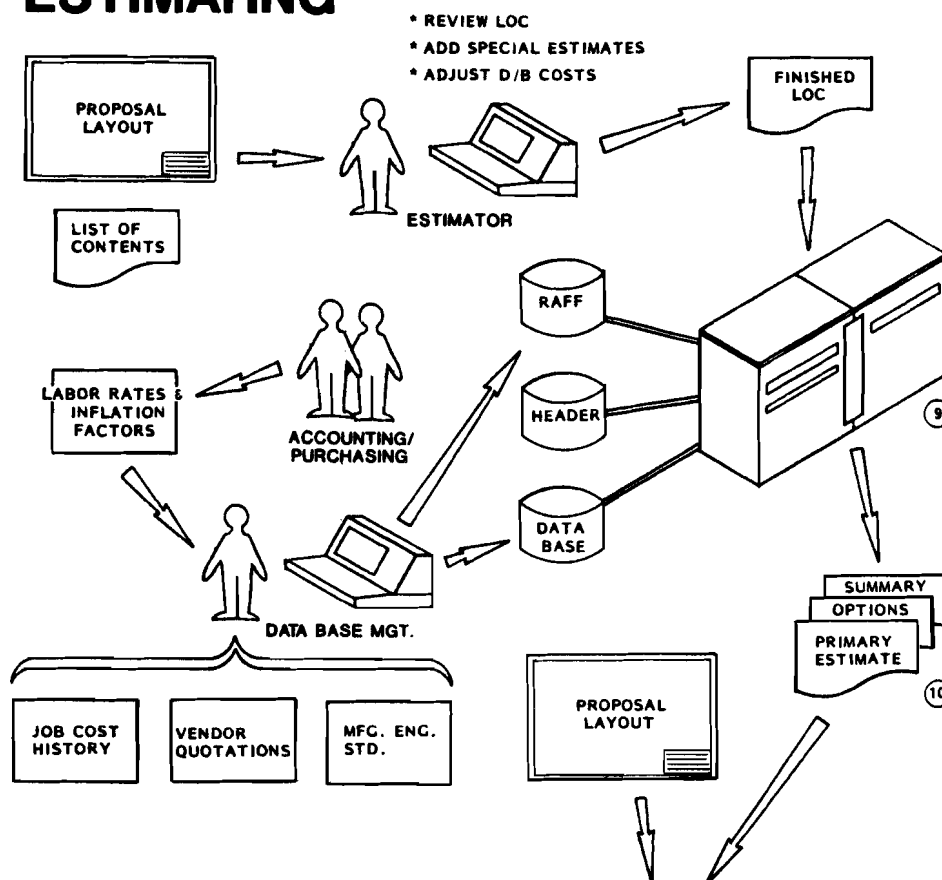 ESTIMATING
* REVIEW LOC
* ADD SPECIAL ESTIMATES
* ADJUST D/B COSTS
PROPOSAL
LAYOUT
FINISHED
LOC
ESTIMATOR
LIST OF
CONTENTS
RAFF
LABOR RATES &
INFLATION
FACTORS
ACCOUNTING/
PURCHASING
HEADER
9
DATA
BASE
DATA BASE MGT.
SUMMARY
OPTIONS
PRIMARY
ESTIMATE
10
JOB COST
HISTORY
VENDOR
QUOTATIONS
MFG. ENG.
STD.
PROPOSAL
LAYOUT